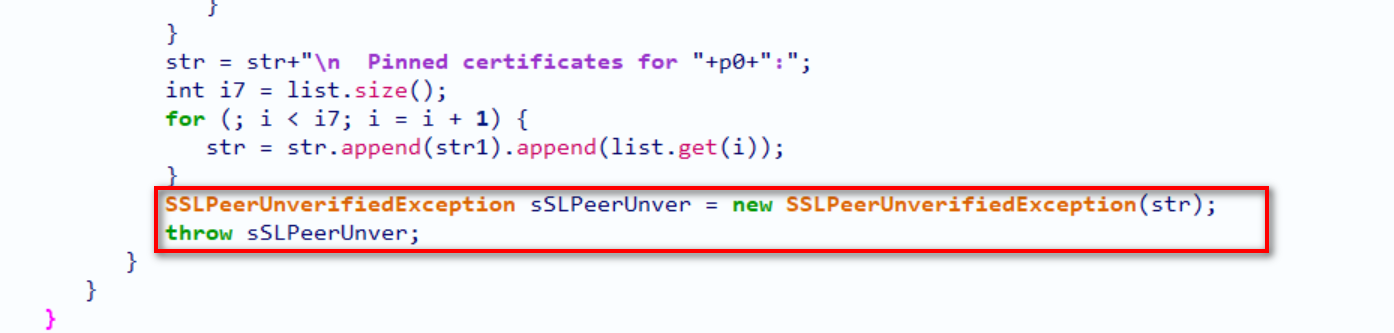 }
}
str = str+"\n  Pinned certificates for "+p0+":";
int i7 = list.size();
for (; i < i7; i = i + 1) {
str = str.append(str1).append(list.get(i));
}
SSLPeerUnverifiedException sSLPeerUnver = new SSLPeerUnverifiedException(str);
throw sSLPeerUnver;
}
}
}